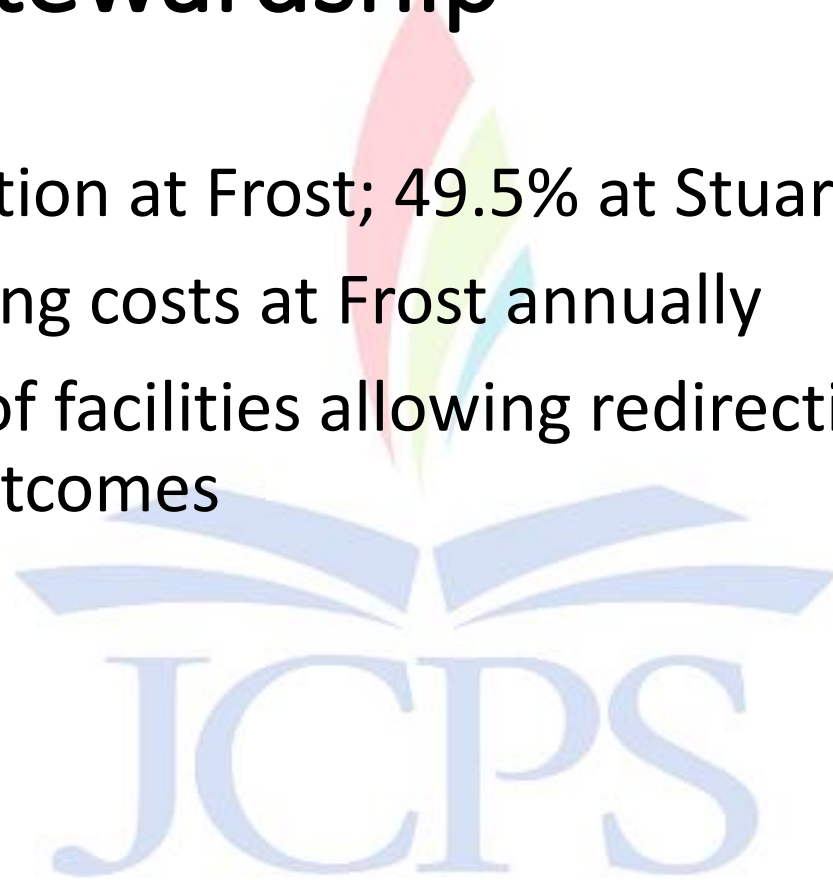 tewardship
tion at Frost; 49.5% at Stuar
ng costs at Frost annually
of facilities allowing redirecti
tcomes
JCPS